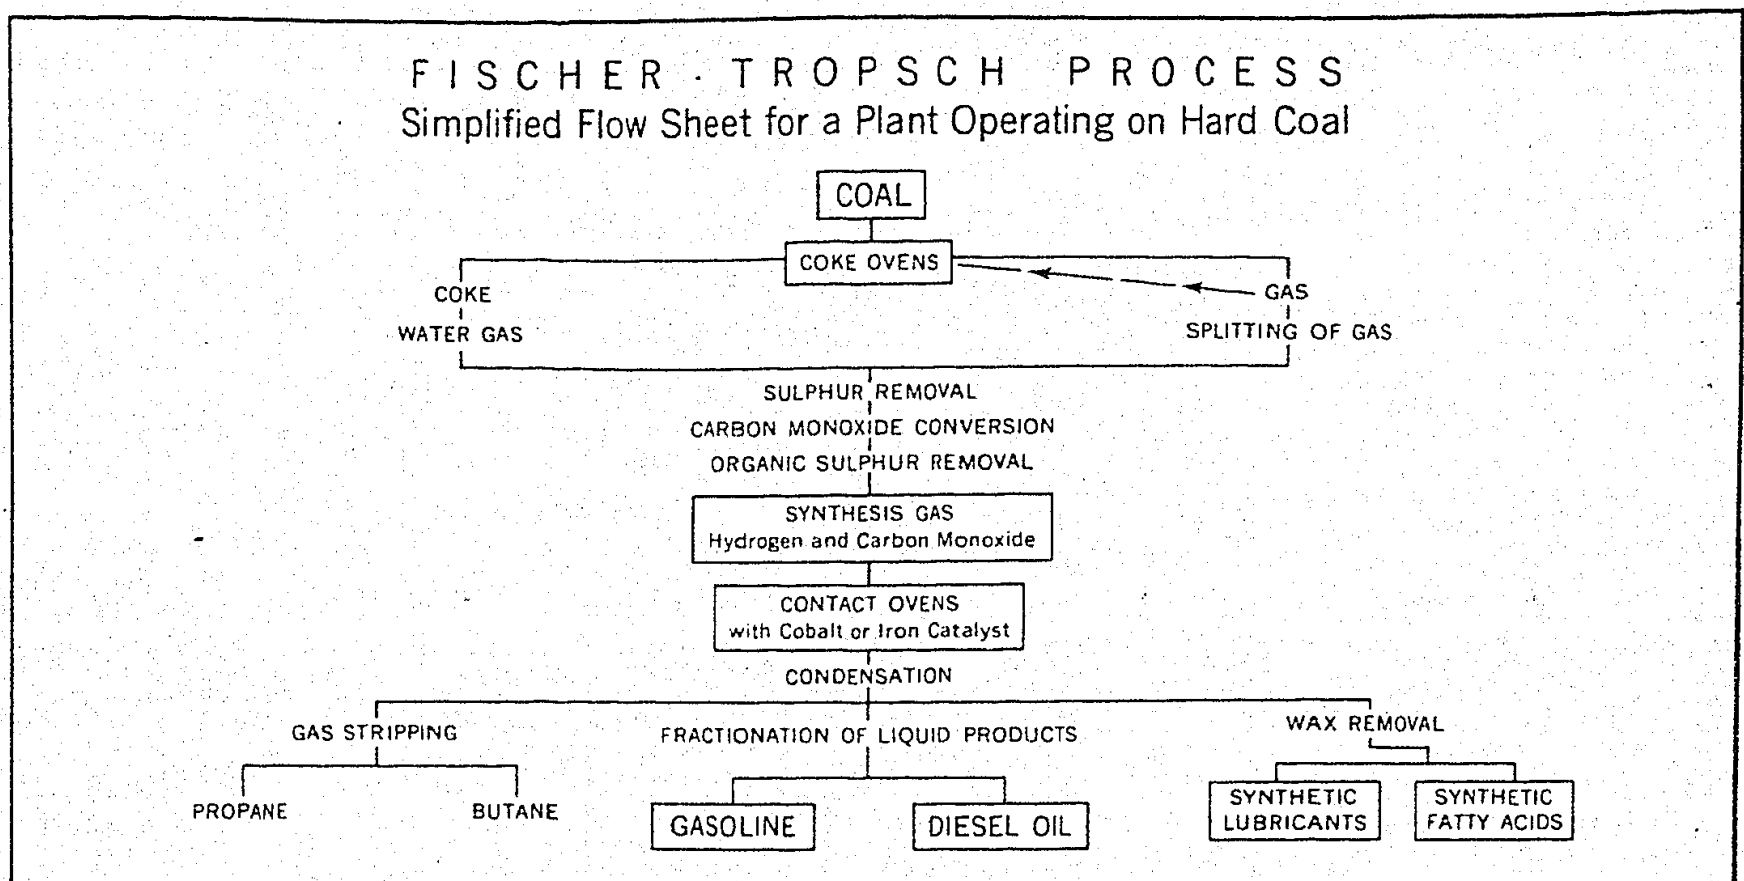 FISCHER · TROPSCH PROCESS
Simplified Flow Sheet for a Plant Operating on Hard Coal
COAL
COKE OVENS
COKE
GAS
WATER GAS
SPLITTING OF GAS
SULPHUR REMOVAL
CARBON MONOXIDE CONVERSION
ORGANIC SULPHUR REMOVAL
SYNTHESIS GAS
Hydrogen and Carbon Monoxide
CONTACT OVENS
with Cobalt or Iron Catalyst
CONDENSATION
GAS STRIPPING
FRACTIONATION OF LIQUID PRODUCTS
WAX REMOVAL
PROPANE
BUTANE
GASOLINE
DIESEL OIL
SYNTHETIC
LUBRICANTS
SYNTHETIC
FATTY ACIDS